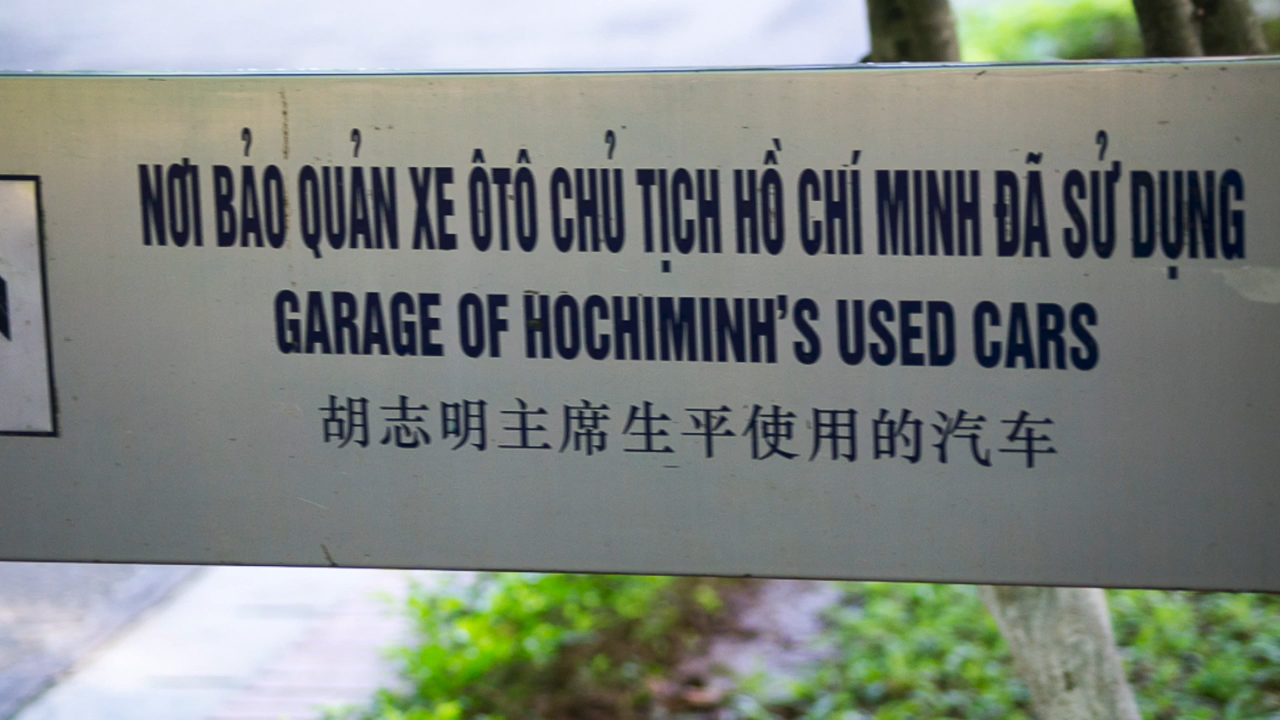 NƠI BẢO QUẢN XE ÔTÔ CHỦ TỊCH HỒ CHÍ MINH ĐÃ SỬ DỤNG
GARAGE OF HOCHIMINH'S USED CARS
胡志明主席生平使用的汽车